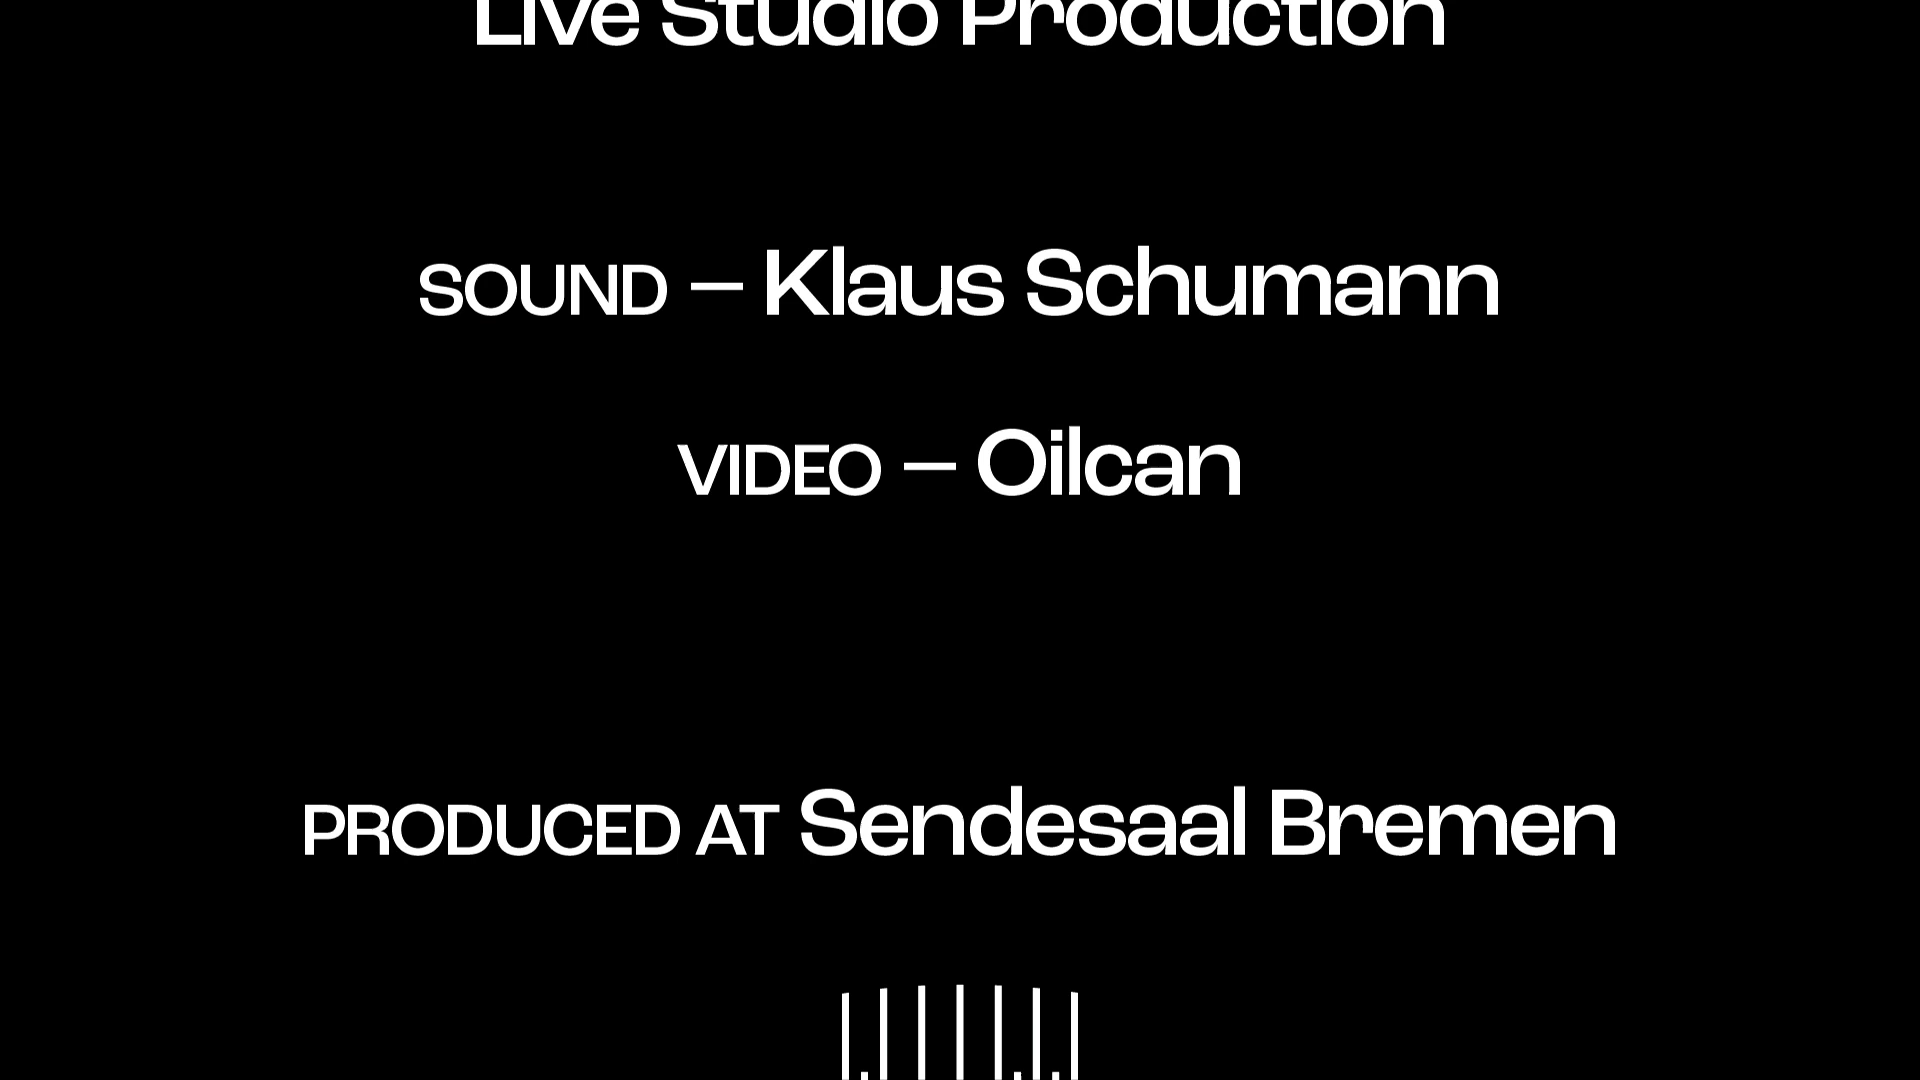 Live Studio Production
SOUND – Klaus Schumann
VIDEO – Oilcan
PRODUCED AT Sendesaal Bremen